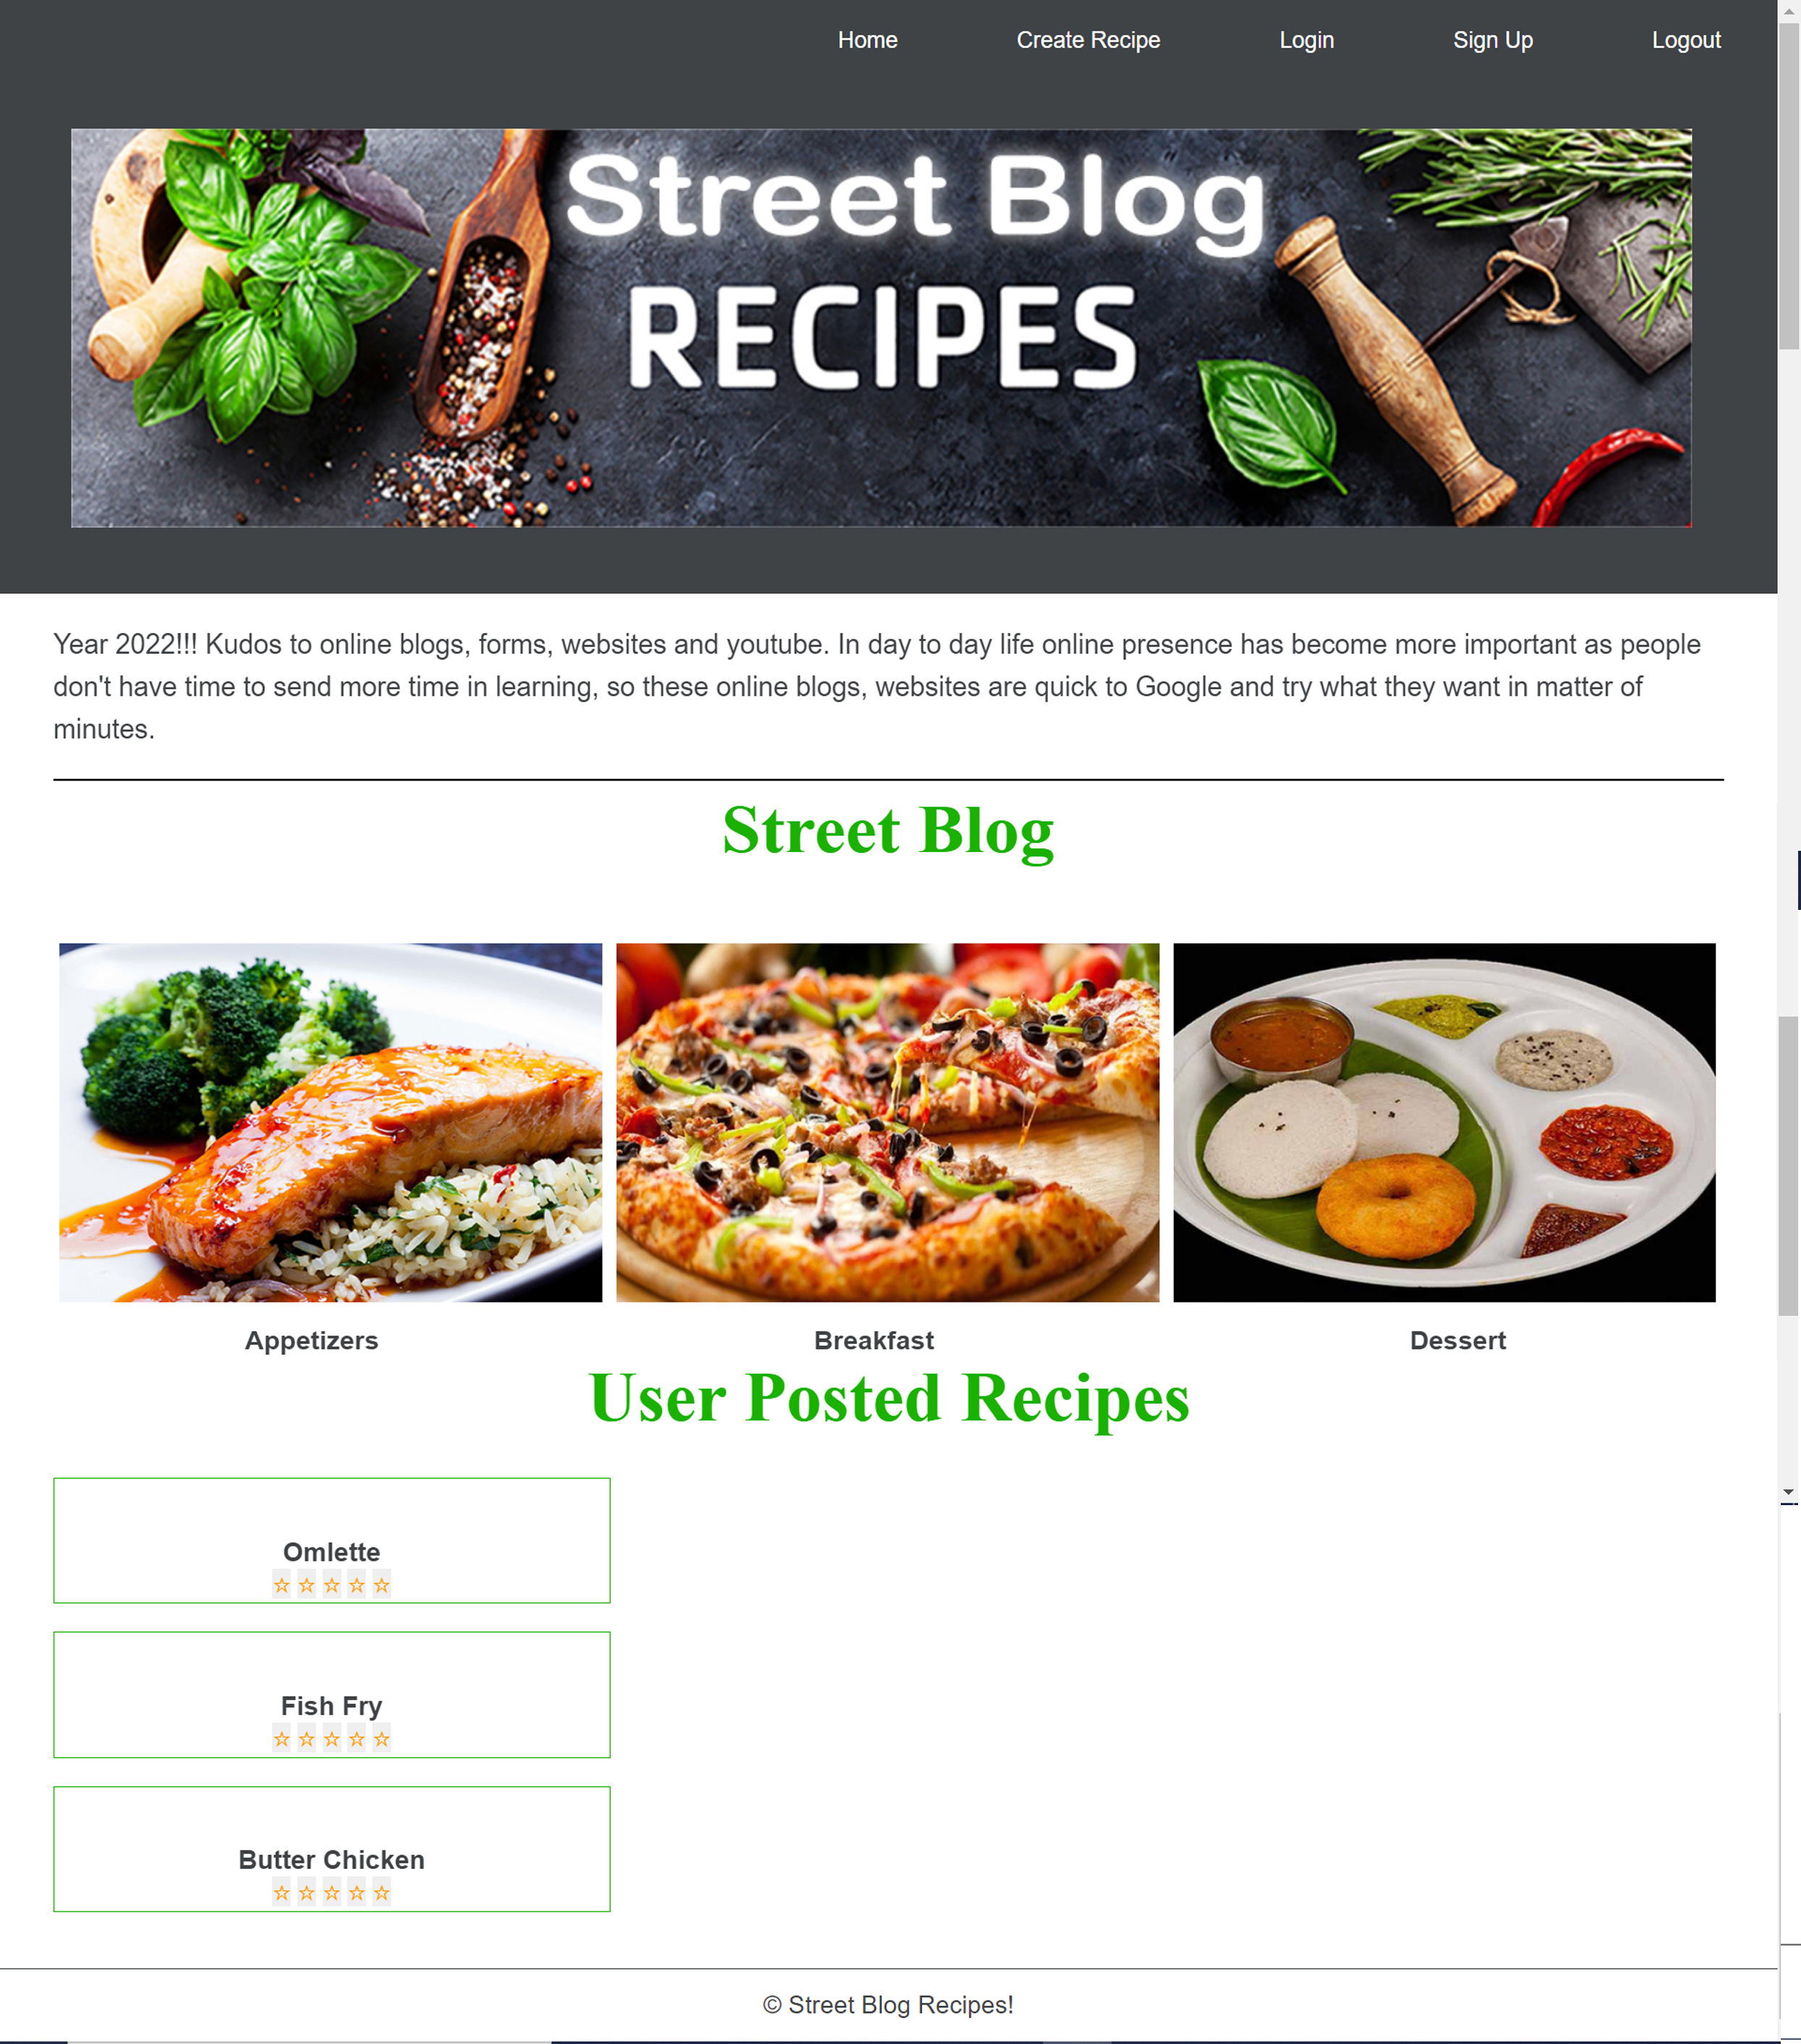 Home Create Recipe Login Sign Up Logout
Street Blog
RECIPES
Year 2022!!! Kudos to online blogs, forms, websites and youtube. In day to day life online presence has become more important as people
don't have time to send more time in learning, so these online blogs, websites are quick to Google and try what they want in matter of
minutes.
Street Blog
Appetizers Breakfast Dessert
User Posted Recipes
Omlette
☆ ☆ ☆ ☆ ☆
Fish Fry
☆ ☆ ☆ ☆ ☆
Butter Chicken
☆ ☆ ☆ ☆ ☆
© Street Blog Recipes!